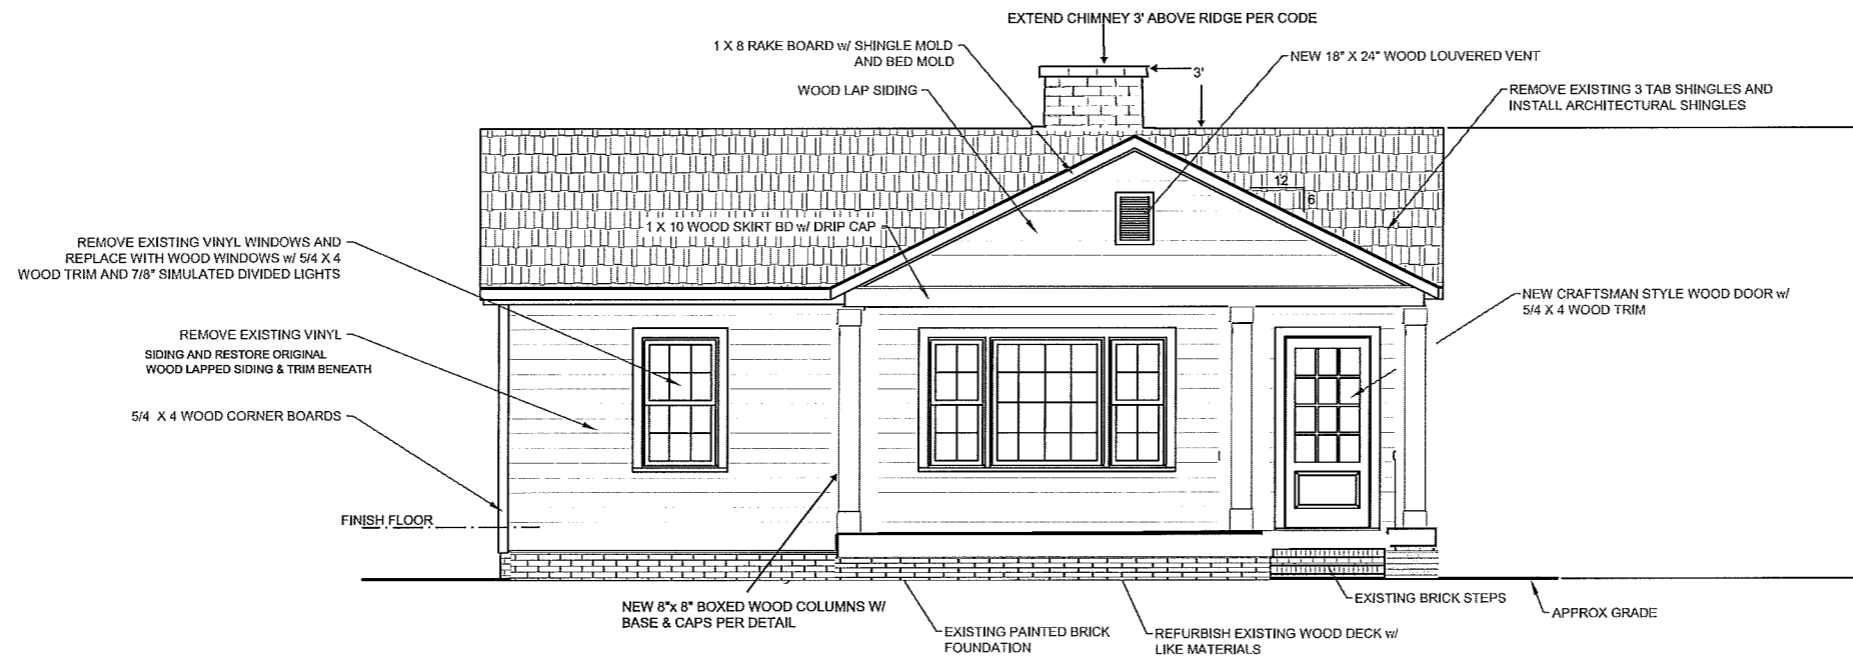 EXTEND CHIMNEY 3' ABOVE RIDGE PER CODE
1 X 8 RAKE BOARD w/ SHINGLE MOLD
AND BED MOLD
NEW 18" X 24" WOOD LOUVERED VENT
3'
WOOD LAP SIDING
REMOVE EXISTING 3 TAB SHINGLES AND
INSTALL ARCHITECTURAL SHINGLES
12
6
1 X 10 WOOD SKIRT BD w/ DRIP CAP
REMOVE EXISTING VINYL WINDOWS AND
REPLACE WITH WOOD WINDOWS w/ 5/4 X 4
WOOD TRIM AND 7/8" SIMULATED DIVIDED LIGHTS
NEW CRAFTSMAN STYLE WOOD DOOR w/
5/4 X 4 WOOD TRIM
REMOVE EXISTING VINYL
SIDING AND RESTORE ORIGINAL
WOOD LAPPED SIDING & TRIM BENEATH
5/4 X 4 WOOD CORNER BOARDS
FINISH FLOOR
NEW 8"x 8" BOXED WOOD COLUMNS W/
BASE & CAPS PER DETAIL
EXISTING PAINTED BRICK
FOUNDATION
REFURBISH EXISTING WOOD DECK w/
LIKE MATERIALS
EXISTING BRICK STEPS
APPROX GRADE